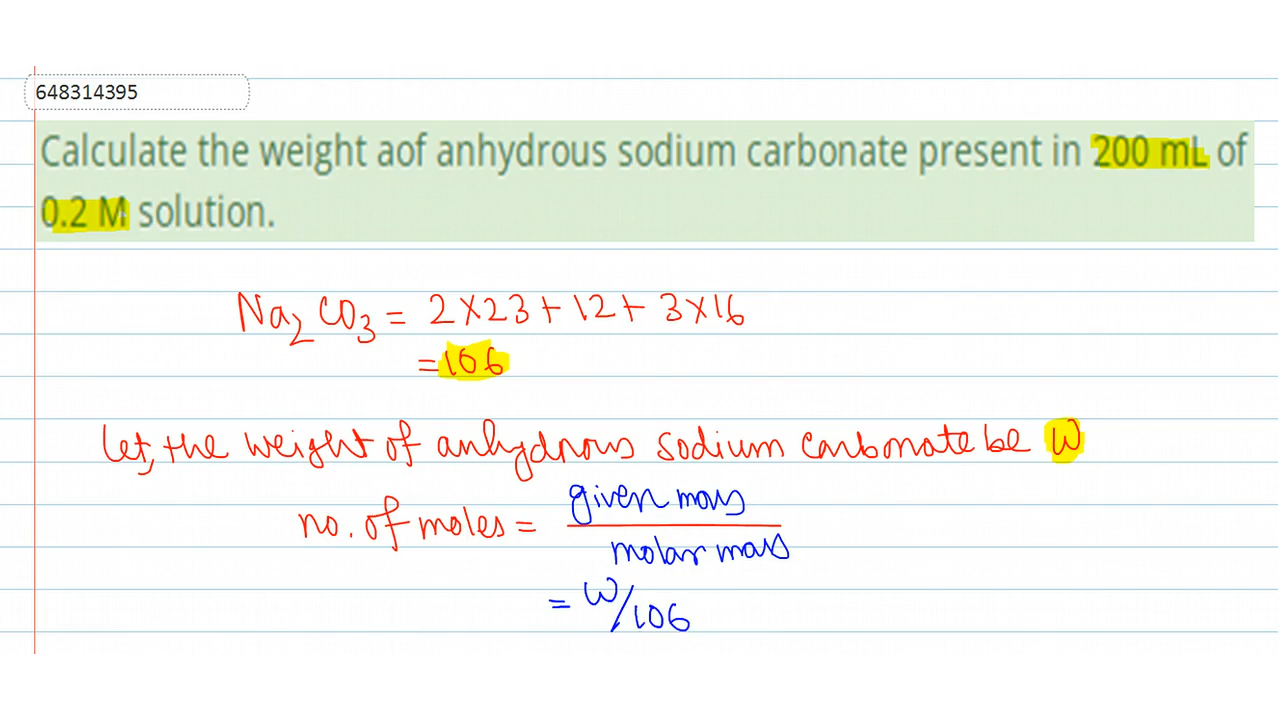 648314395
Calculate the weight aof anhydrous sodium carbonate present in 200 mL of
0.2 M solution.
Na₂CO₃ = 2×23+12+3×16
=106
let, the weight of anhydrous sodium carbonate be W
no. of moles = given mass / molar mass
= W/106